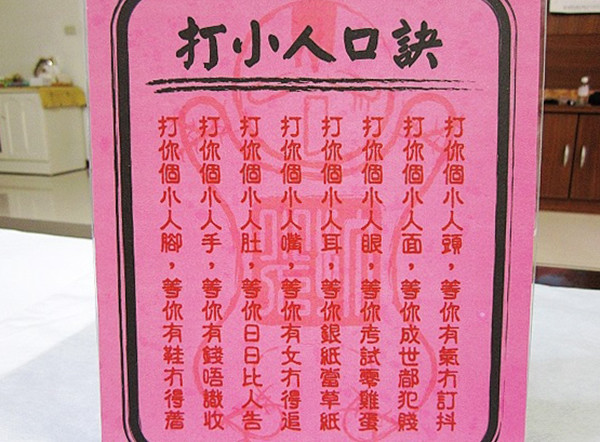 打小人口訣
打你個小人頭，等你有氣冇訂抖
打你個小人面，等你成世都犯賤
打你個小人眼，等你考試零雞蛋
打你個小人耳，等你銀紙當草紙
打你個小人嘴，等你有女冇得追
打你個小人肚，等你日日比人告
打你個小人手，等你有錢唔識收
打你個小人腳，等你有鞋冇得着